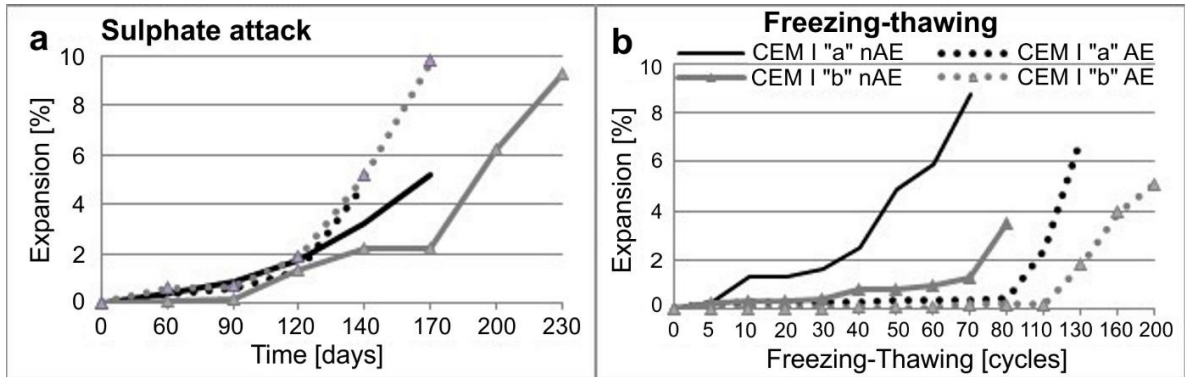 a
Sulphate attack
Expansion [%]
10
8
6
4
2
0
0 60 90 120 140 170 200 230
Time [days]
b
Freezing-thawing
CEM I "a" nAE CEM I "a" AE
CEM I "b" nAE CEM I "b" AE
Expansion [%]
10
8
6
4
2
0
0 5 10 20 30 40 50 60 70 80 110 130 160 200
Freezing-Thawing [cycles]